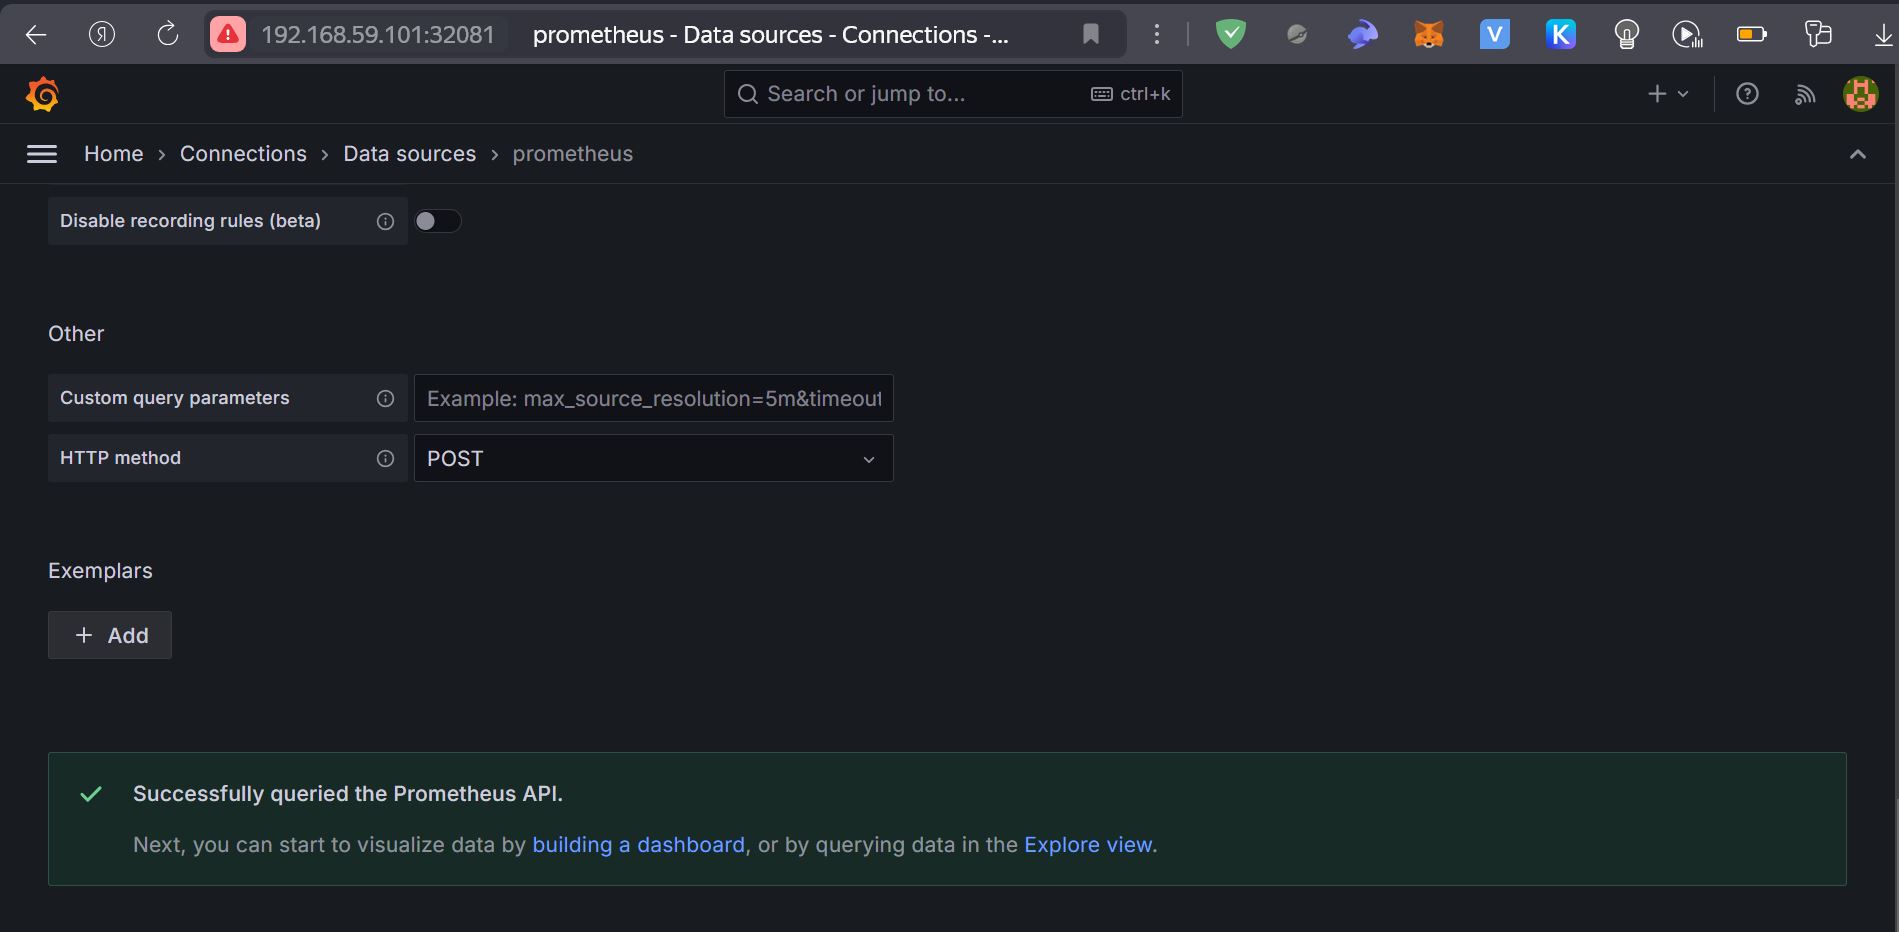 192.168.59.101:32081 prometheus - Data sources - Connections -...
Search or jump to... ctrl+k
Home › Connections › Data sources › prometheus
Disable recording rules (beta)
Other
Custom query parameters Example: max_source_resolution=5m&timeout
HTTP method POST
Exemplars
+ Add
Successfully queried the Prometheus API.
Next, you can start to visualize data by building a dashboard, or by querying data in the Explore view.